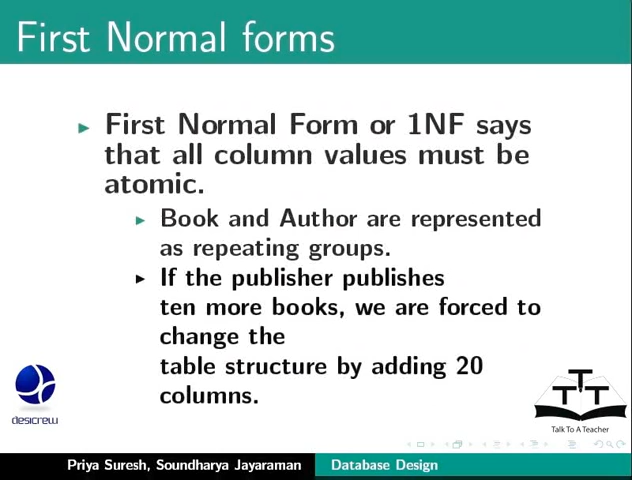 First Normal forms
First Normal Form or 1NF says
that all column values must be
atomic.
Book and Author are represented
as repeating groups.
If the publisher publishes
ten more books, we are forced to
change the
table structure by adding 20
columns.
desicrew
T T T
Talk To A Teacher
Priya Suresh, Soundharya Jayaraman Database Design